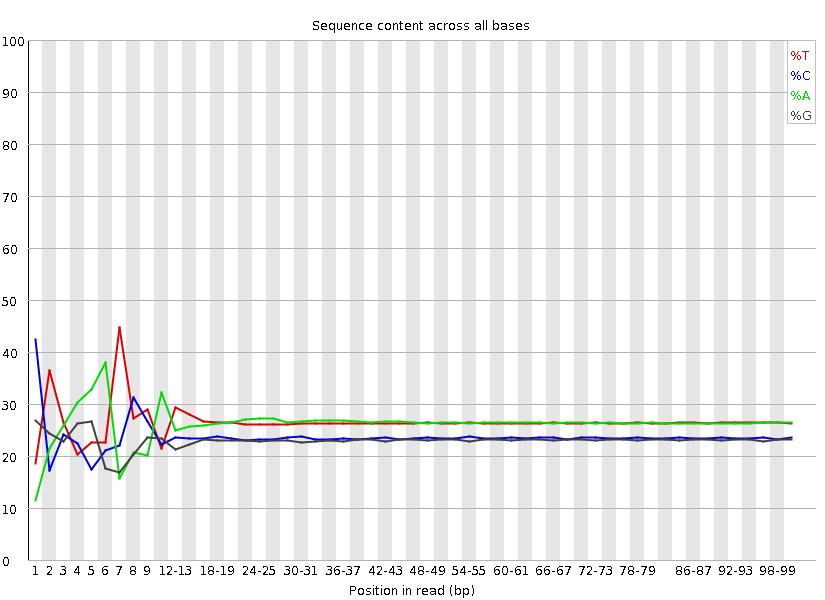 Sequence content across all bases
100
90
80
70
60
50
40
30
20
10
0
%T
%C
%A
%G
1 2 3 4 5 6 7 8 9 12-13 18-19 24-25 30-31 36-37 42-43 48-49 54-55 60-61 66-67 72-73 78-79 86-87 92-93 98-99
Position in read (bp)